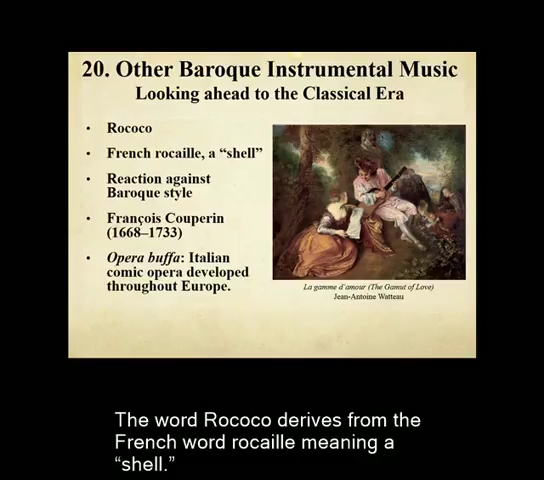 20. Other Baroque Instrumental Music
Looking ahead to the Classical Era
• Rococo
• French rocaille, a “shell”
• Reaction against
Baroque style
• François Couperin
(1668–1733)
• Opera buffa: Italian
comic opera developed
throughout Europe.
La gamme d'amour (The Gamut of Love)
Jean-Antoine Watteau
The word Rococo derives from the
French word rocaille meaning a
“shell.”